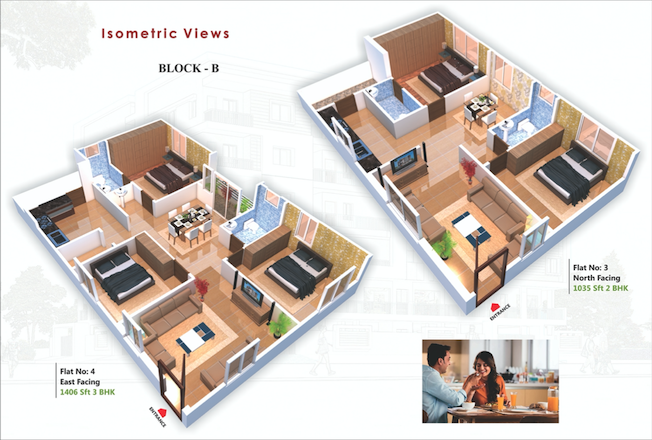 Isometric Views
BLOCK - B
Flat No: 3
North Facing
1035 Sft 2 BHK
ENTRANCE
Flat No: 4
East Facing
1406 Sft 3 BHK
ENTRANCE